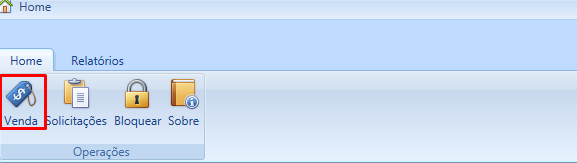 Home
Home Relatórios
Venda Solicitações Bloquear Sobre
Operações